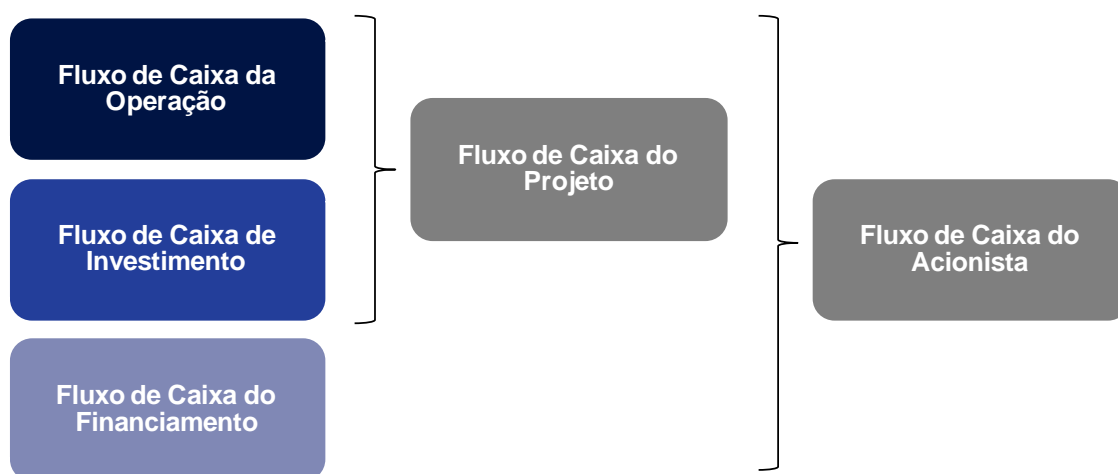 Fluxo de Caixa da
Operação
Fluxo de Caixa de
Investimento
Fluxo de Caixa do
Financiamento
Fluxo de Caixa do
Projeto
Fluxo de Caixa do
Acionista